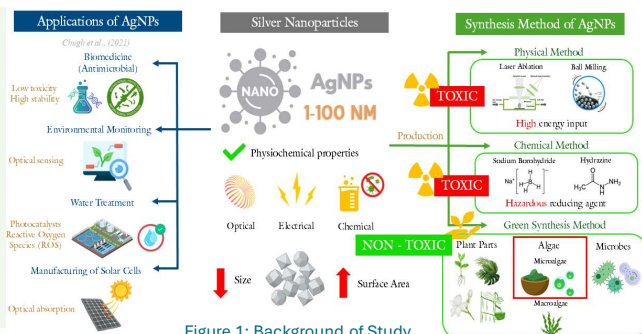 Applications of AgNPs
Chugh et al., (2021)
Biomedicine
(Antimicrobial)
Low toxicity
High stability
Environmental Monitoring
Optical sensing
Water Treatment
Photocatalysts
Reactive Oxygen
Species (ROS)
Manufacturing of Solar Cells
Optical absorption
Silver Nanoparticles
NANO
AgNPs
1-100 NM
Physiochemical properties
Optical
Electrical
Chemical
Size
Surface Area
Figure 1: Background of Study
Synthesis Method of AgNPs
Production
TOXIC
Physical Method
Laser Ablation
Ball Milling
High energy input
TOXIC
Chemical Method
Sodium Borohydride
Hydrazine
Hazardous reducing agent
NON - TOXIC
Green Synthesis Method
Plant Parts
Algae
Microalgae
Macroalgae
Microbes